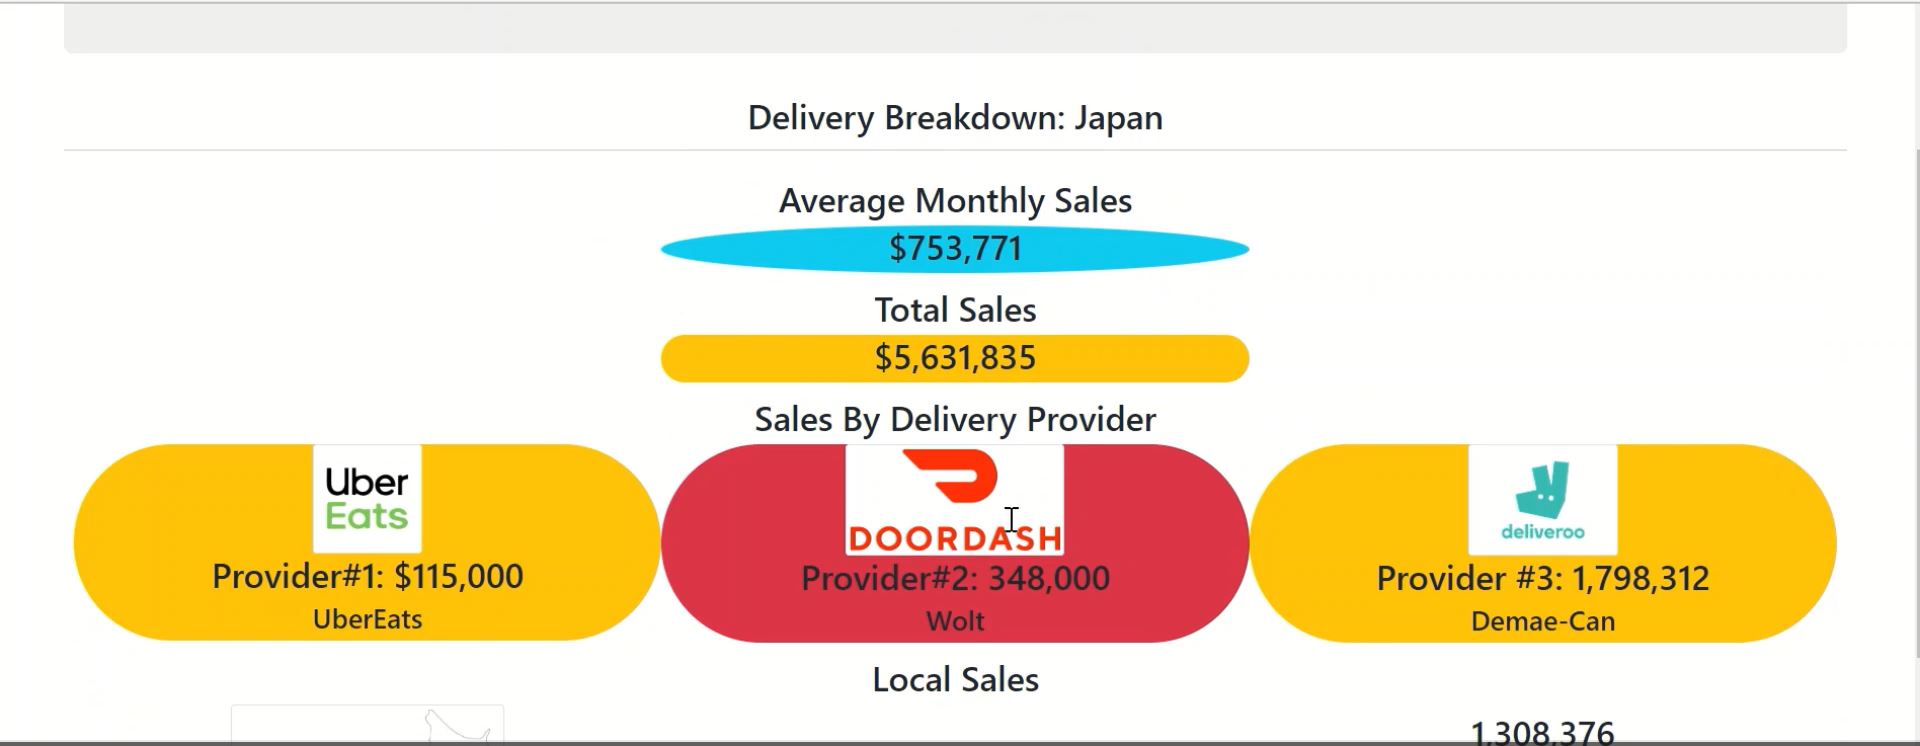 Delivery Breakdown: Japan
Average Monthly Sales
$753,771
Total Sales
$5,631,835
Sales By Delivery Provider
Uber
Eats
Provider#1: $115,000
UberEats
DOORDASH
Provider#2: 348,000
Wolt
deliveroo
Provider #3: 1,798,312
Demae-Can
Local Sales
1,308,376